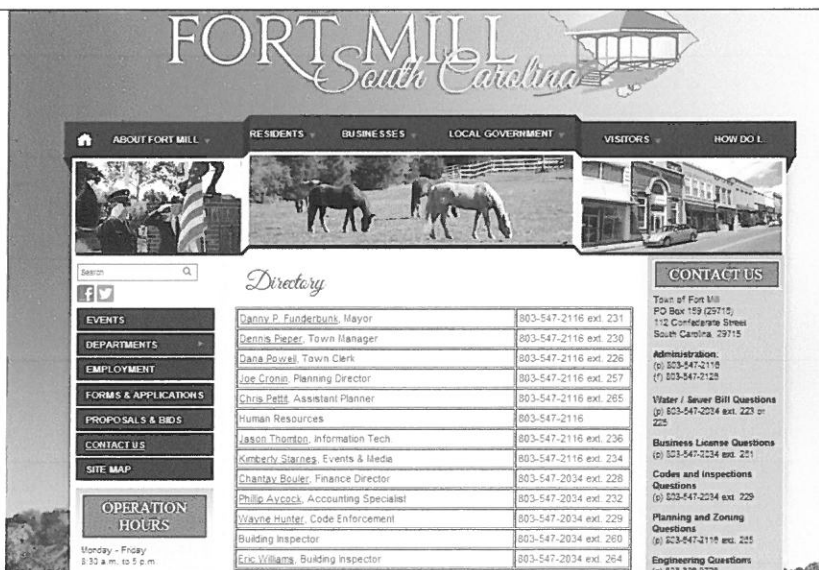 FORT MILL
South Carolina
ABOUT FORT MILL
RESIDENTS
BUSINESSES
LOCAL GOVERNMENT
VISITORS
HOW DO I...
Search
EVENTS
DEPARTMENTS
EMPLOYMENT
FORMS & APPLICATIONS
PROPOSALS & BIDS
CONTACT US
SITE MAP
OPERATION
HOURS
Monday - Friday
8:30 a.m. to 5 p.m.
Directory
Danny P. Funderbunk, Mayor 803-547-2116 ext. 231
Dennis Pieper, Town Manager 803-547-2116 ext. 230
Dana Powell, Town Clerk 803-547-2116 ext. 226
Joe Cronin, Planning Director 803-547-2116 ext. 257
Chris Pettit, Assistant Planner 803-547-2116 ext. 265
Human Resources 803-547-2116
Jason Thomton, Information Tech 803-547-2116 ext. 236
Kimberly Starnes, Events & Media 803-547-2116 ext. 234
Chantay Bouler, Finance Director 803-547-2034 ext. 228
Philip Aycock, Accounting Specialist 803-547-2034 ext. 232
Wayne Hunter, Code Enforcement 803-547-2034 ext. 229
Building Inspector 803-547-2034 ext. 260
Eric Williams, Building Inspector 803-547-2034 ext. 264
CONTACT US
Town of Fort Mill
PO Box 159 (29716)
112 Confederate Street
South Carolina, 29715
Administration:
(p) 803-547-2116
(f) 803-547-2126
Water / Sewer Bill Questions
(p) 803-547-2034 ext. 223 or
225
Business License Questions
(p) 803-547-2034 ext. 251
Codes and Inspections
Questions
(p) 803-547-2034 ext. 229
Planning and Zoning
Questions
(p) 803-547-2116 ext.
Engineering Questions